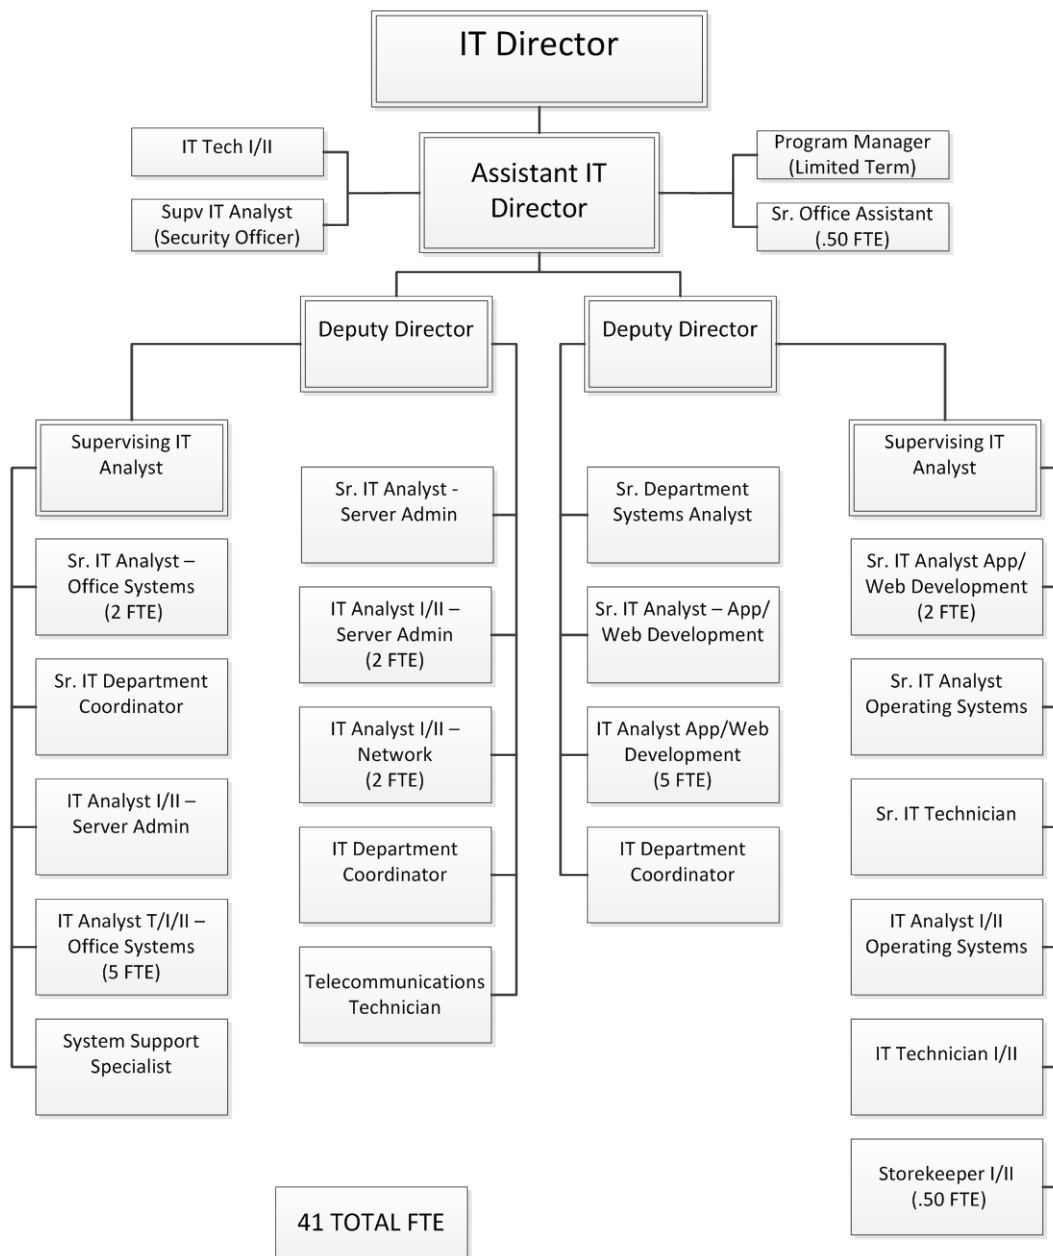 IT Director
IT Tech I/II
Assistant IT
Director
Program Manager
(Limited Term)
Supv IT Analyst
(Security Officer)
Sr. Office Assistant
(.50 FTE)
Deputy Director
Deputy Director
Supervising IT
Analyst
Sr. IT Analyst –
Office Systems
(2 FTE)
Sr. IT Department
Coordinator
IT Analyst I/II –
Server Admin
IT Analyst T/I/II –
Office Systems
(5 FTE)
System Support
Specialist
Sr. IT Analyst -
Server Admin
IT Analyst I/II –
Server Admin
(2 FTE)
IT Analyst I/II –
Network
(2 FTE)
IT Department
Coordinator
Telecommunications
Technician
Sr. Department
Systems Analyst
Sr. IT Analyst – App/
Web Development
IT Analyst App/Web
Development
(5 FTE)
IT Department
Coordinator
Supervising IT
Analyst
Sr. IT Analyst App/
Web Development
(2 FTE)
Sr. IT Analyst
Operating Systems
Sr. IT Technician
IT Analyst I/II
Operating Systems
IT Technician I/II
Storekeeper I/II
(.50 FTE)
41 TOTAL FTE